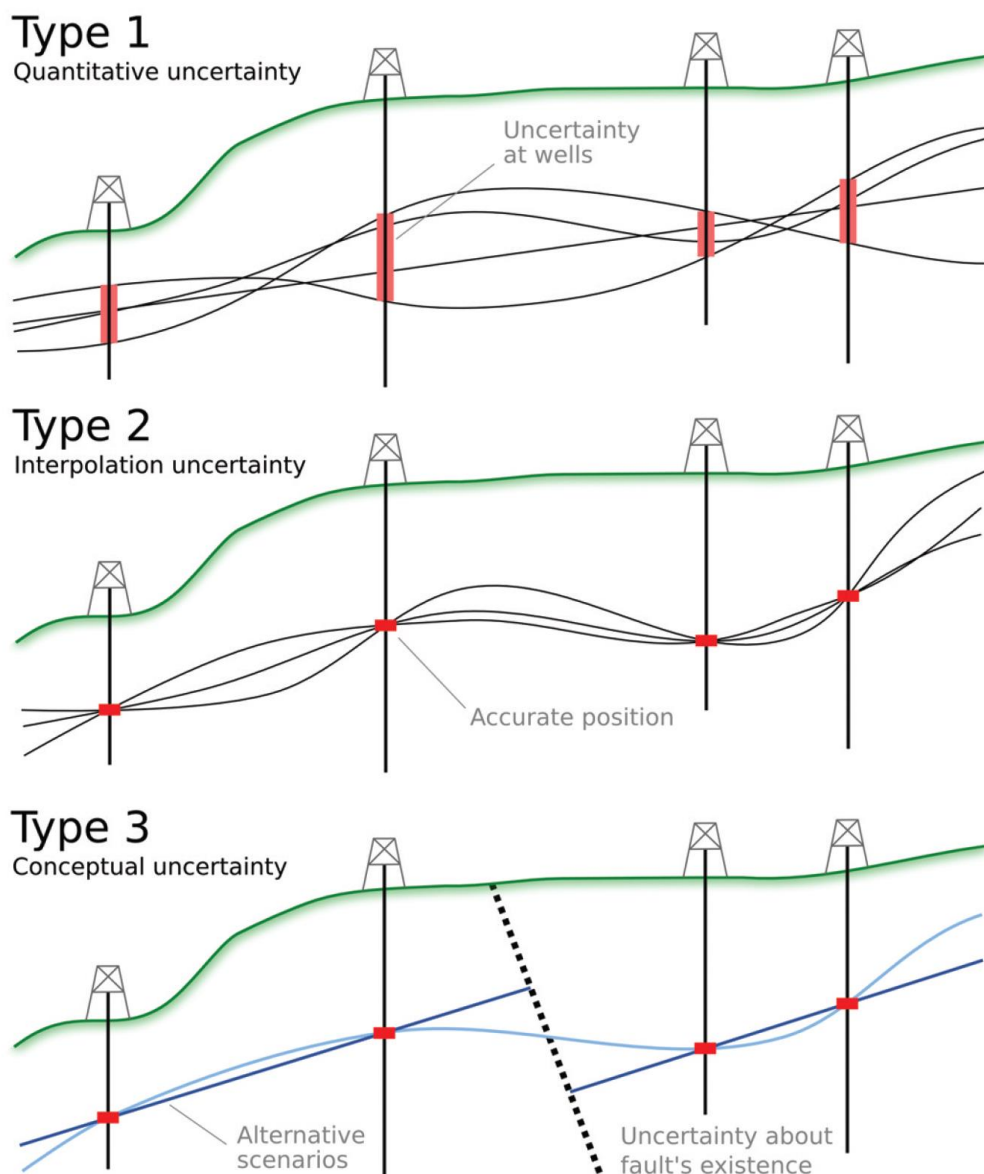 Type 1
Quantitative uncertainty
Uncertainty
at wells
Type 2
Interpolation uncertainty
Accurate position
Type 3
Conceptual uncertainty
Alternative
scenarios
Uncertainty about
fault's existence